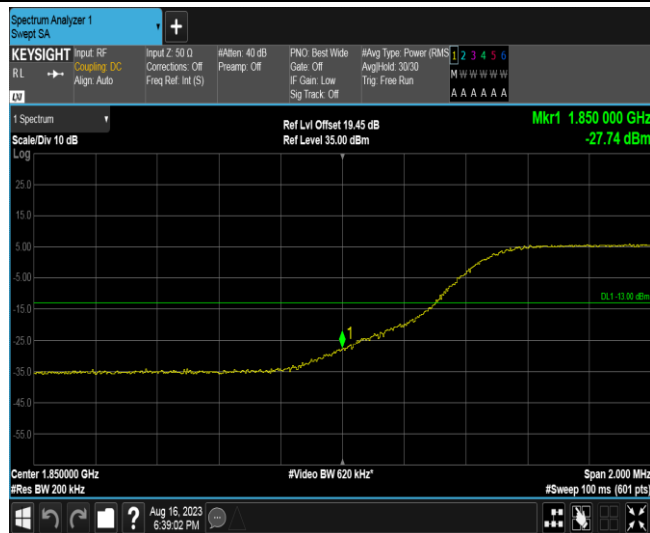 Spectrum Analyzer 1
Swept SA
+
KEYSIGHT
RL
Input: RF
Coupling: DC
Align: Auto
Input Z: 50 Ω
Corrections: Off
Freq Ref: Int (S)
#Atten: 40 dB
Preamp: Off
PNO: Best Wide
Gate: Off
IF Gain: Low
Sig Track: Off
#Avg Type: Power (RMS
Avg|Hold: 30/30
Trig: Free Run
1 2 3 4 5 6
M W W W W W
A A A A A A
LXI
1 Spectrum
Scale/Div 10 dB
Ref Lvl Offset 19.45 dB
Ref Level 35.00 dBm
Mkr1 1.850 000 GHz
-27.74 dBm
Log
25.0
15.0
5.00
-5.00
-15.0
-25.0
-35.0
-45.0
-55.0
DL1 -13.00 dBm
1
Center 1.850000 GHz
#Res BW 200 kHz
#Video BW 620 kHz*
Span 2.000 MHz
#Sweep 100 ms (601 pts)
?
Aug 16, 2023
6:39:02 PM